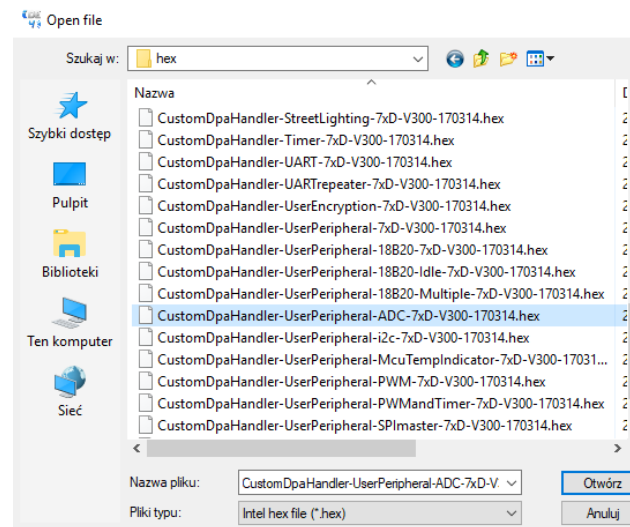 Open file
Szukaj w:
hex
Nazwa
CustomDpaHandler-StreetLighting-7xD-V300-170314.hex
CustomDpaHandler-Timer-7xD-V300-170314.hex
CustomDpaHandler-UART-7xD-V300-170314.hex
CustomDpaHandler-UARTrepeater-7xD-V300-170314.hex
CustomDpaHandler-UserEncryption-7xD-V300-170314.hex
CustomDpaHandler-UserPeripheral-7xD-V300-170314.hex
CustomDpaHandler-UserPeripheral-18B20-7xD-V300-170314.hex
CustomDpaHandler-UserPeripheral-18B20-Idle-7xD-V300-170314.hex
CustomDpaHandler-UserPeripheral-18B20-Multiple-7xD-V300-170314.hex
CustomDpaHandler-UserPeripheral-ADC-7xD-V300-170314.hex
CustomDpaHandler-UserPeripheral-i2c-7xD-V300-170314.hex
CustomDpaHandler-UserPeripheral-McuTempIndicator-7xD-V300-17031...
CustomDpaHandler-UserPeripheral-PWM-7xD-V300-170314.hex
CustomDpaHandler-UserPeripheral-PWMandTimer-7xD-V300-170314.hex
CustomDpaHandler-UserPeripheral-SPImaster-7xD-V300-170314.hex
Szybki dostęp
Pulpit
Biblioteki
Ten komputer
Sieć
Nazwa pliku:
CustomDpaHandler-UserPeripheral-ADC-7xD-V
Otwórz
Pliki typu:
Intel hex file (*.hex)
Anuluj